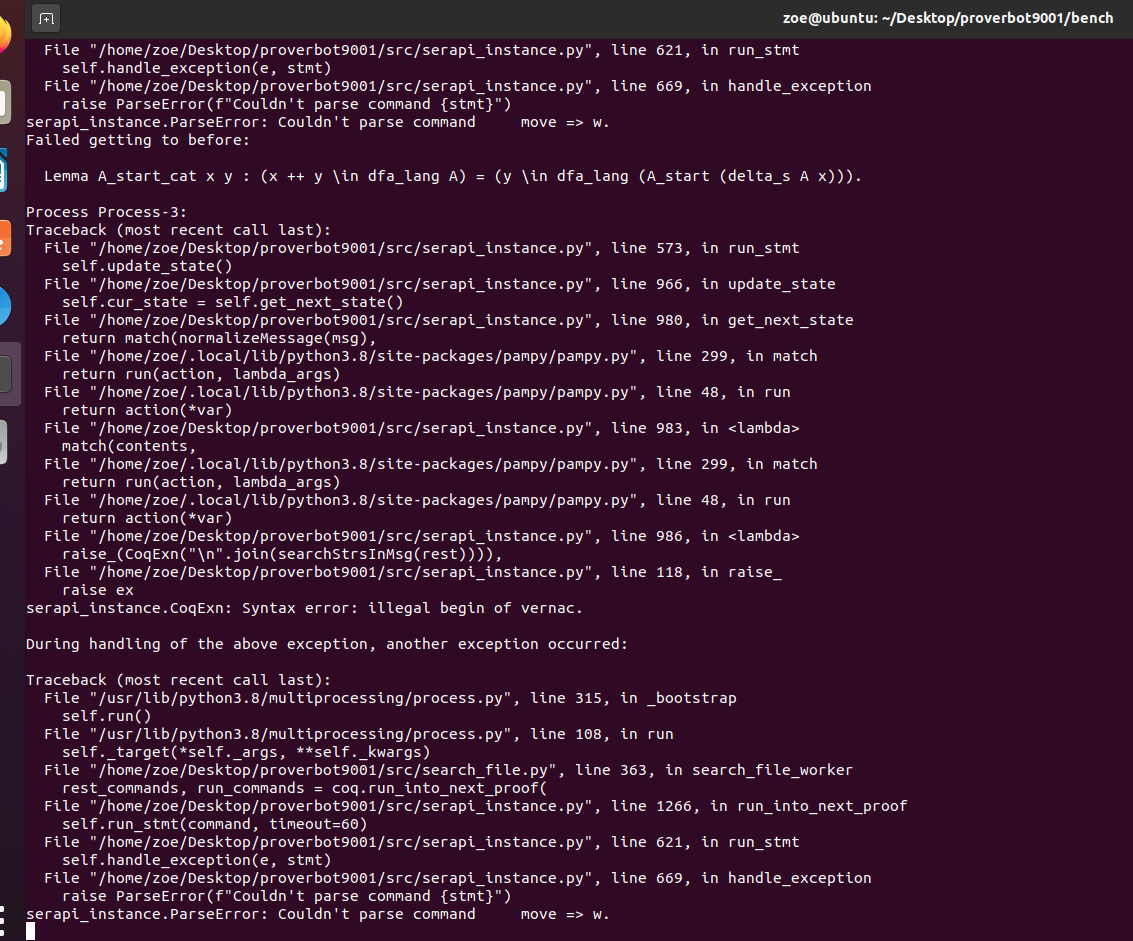 zoe@ubuntu: ~/Desktop/proverbot9001/bench
File "/home/zoe/Desktop/proverbot9001/src/serapi_instance.py", line 621, in run_stmt
self.handle_exception(e, stmt)
File "/home/zoe/Desktop/proverbot9001/src/serapi_instance.py", line 669, in handle_exception
raise ParseError(f"Couldn't parse command {stmt}")
serapi_instance.ParseError: Couldn't parse command     move => w.
Failed getting to before:
Lemma A_start_cat x y : (x ++ y \in dfa_lang A) = (y \in dfa_lang (A_start (delta_s A x))).
Process Process-3:
Traceback (most recent call last):
File "/home/zoe/Desktop/proverbot9001/src/serapi_instance.py", line 573, in run_stmt
self.update_state()
File "/home/zoe/Desktop/proverbot9001/src/serapi_instance.py", line 966, in update_state
self.cur_state = self.get_next_state()
File "/home/zoe/Desktop/proverbot9001/src/serapi_instance.py", line 980, in get_next_state
return match(normalizeMessage(msg),
File "/home/zoe/.local/lib/python3.8/site-packages/pampy/pampy.py", line 299, in match
return run(action, lambda_args)
File "/home/zoe/.local/lib/python3.8/site-packages/pampy/pampy.py", line 48, in run
return action(*var)
File "/home/zoe/Desktop/proverbot9001/src/serapi_instance.py", line 983, in <lambda>
match(contents,
File "/home/zoe/.local/lib/python3.8/site-packages/pampy/pampy.py", line 299, in match
return run(action, lambda_args)
File "/home/zoe/.local/lib/python3.8/site-packages/pampy/pampy.py", line 48, in run
return action(*var)
File "/home/zoe/Desktop/proverbot9001/src/serapi_instance.py", line 986, in <lambda>
raise_(CoqExn("\n".join(searchStrsInMsg(rest)))),
File "/home/zoe/Desktop/proverbot9001/src/serapi_instance.py", line 118, in raise_
raise ex
serapi_instance.CoqExn: Syntax error: illegal begin of vernac.
During handling of the above exception, another exception occurred:
Traceback (most recent call last):
File "/usr/lib/python3.8/multiprocessing/process.py", line 315, in _bootstrap
self.run()
File "/usr/lib/python3.8/multiprocessing/process.py", line 108, in run
self._target(*self._args, **self._kwargs)
File "/home/zoe/Desktop/proverbot9001/src/search_file.py", line 363, in search_file_worker
rest_commands, run_commands = coq.run_into_next_proof(
File "/home/zoe/Desktop/proverbot9001/src/serapi_instance.py", line 1266, in run_into_next_proof
self.run_stmt(command, timeout=60)
File "/home/zoe/Desktop/proverbot9001/src/serapi_instance.py", line 621, in run_stmt
self.handle_exception(e, stmt)
File "/home/zoe/Desktop/proverbot9001/src/serapi_instance.py", line 669, in handle_exception
raise ParseError(f"Couldn't parse command {stmt}")
serapi_instance.ParseError: Couldn't parse command     move => w.